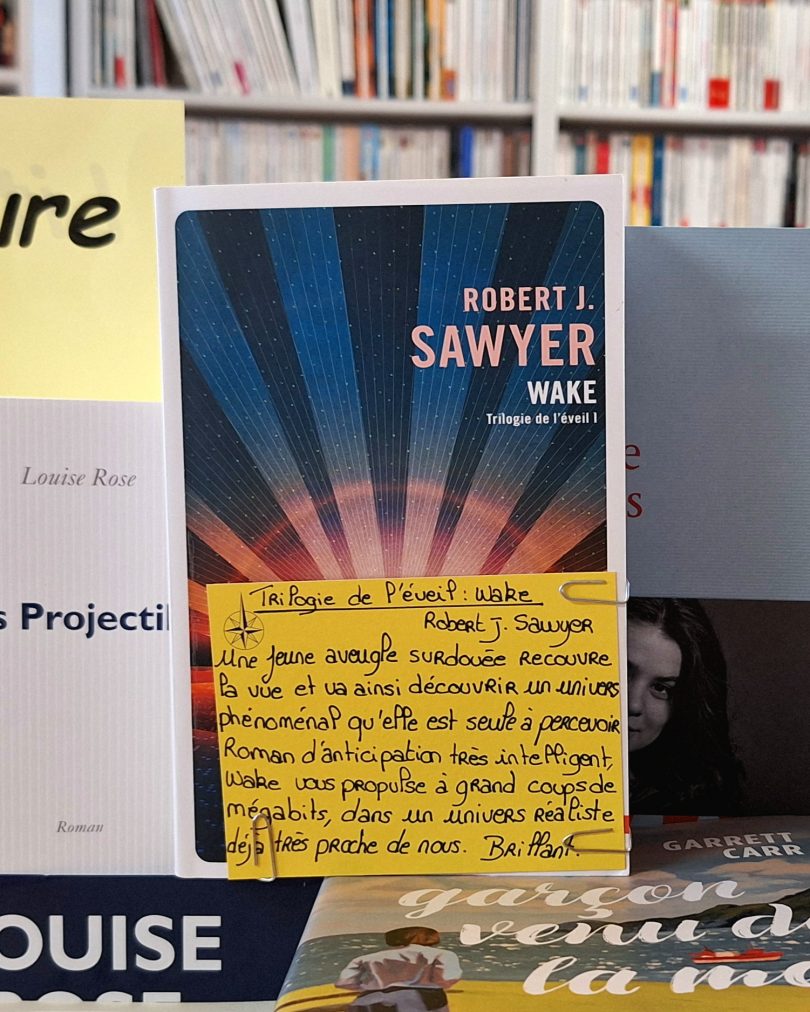 ure
ROBERT J.
SAWYER
WAKE
Trilogie de l'éveil 1
Louise Rose
s Projectil
Roman
OUISE
ROSE
e
s
Trilogie de l'éveil : Wake
Robert J. Sawyer
Une jeune aveugle surdouée recouvre
la vue et va ainsi découvrir un univers
phénoménal qu'elle est seule à percevoir
Roman d'anticipation très intelligent,
Wake vous propulse à grand coups de
mégabits, dans un univers réaliste
déjà très proche de nous. Brillant.
GARRETT
CARR
garçon
venu d
la m